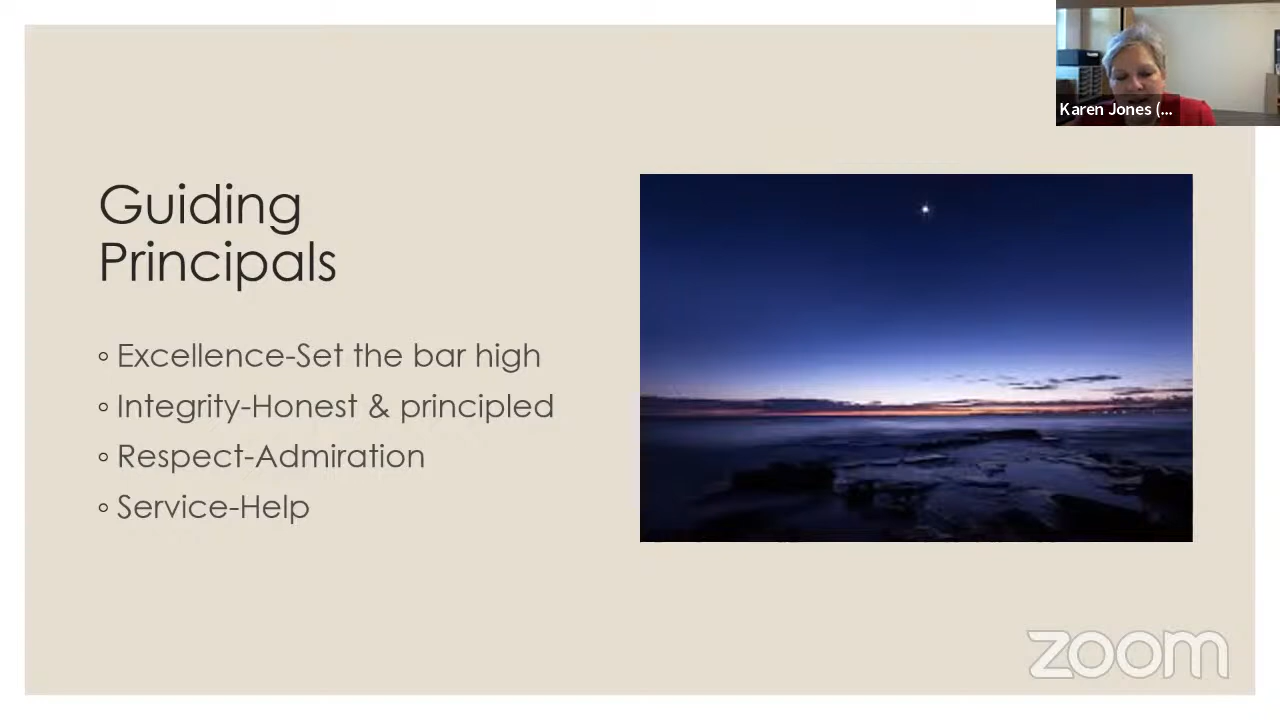 Karen Jones (...
Guiding
Principals
◦ Excellence-Set the bar high
◦ Integrity-Honest & principled
◦ Respect-Admiration
◦ Service-Help
zoom